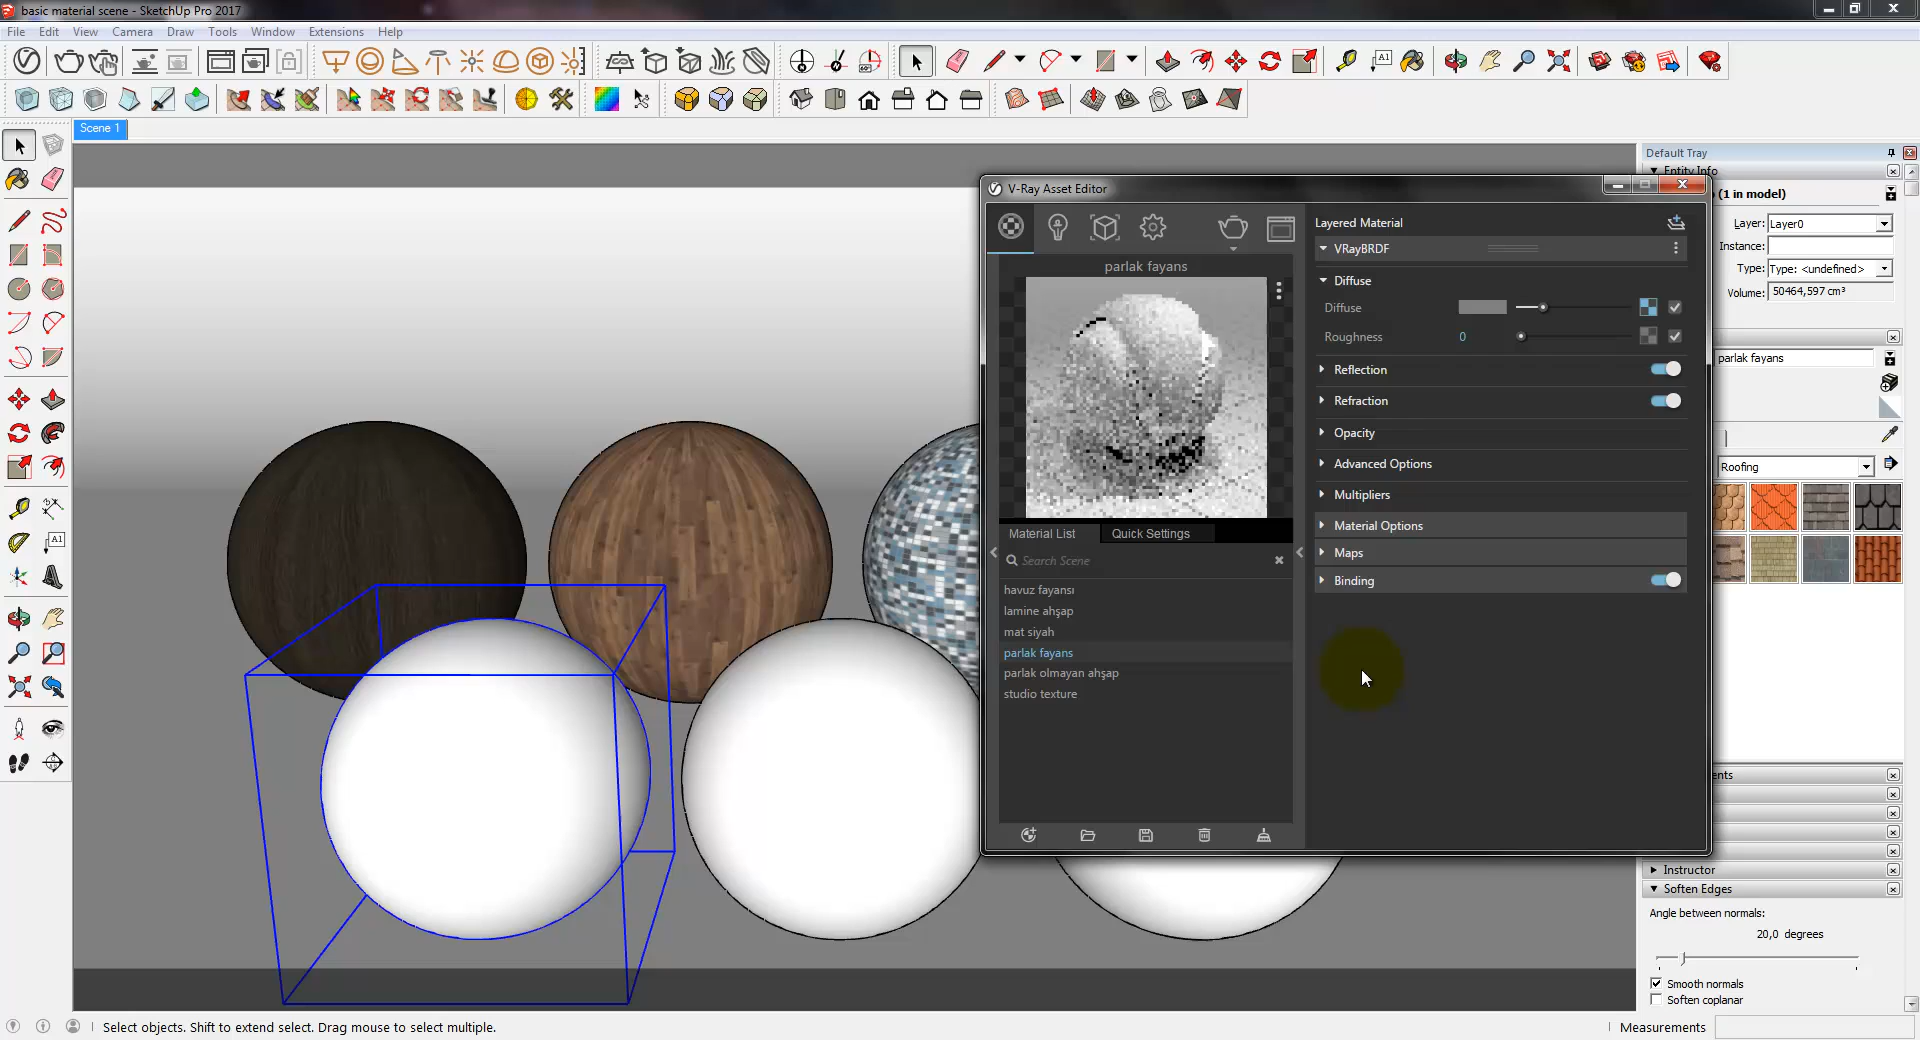 basic material scene - SketchUp Pro 2017
File Edit View Camera Draw Tools Window Extensions Help
Scene 1
Default Tray
Entity Info
(1 in model)
Layer: Layer0
Instance:
Type: Type: <undefined>
Volume: 50464,597 cm³
parlak fayans
Roofing
V-Ray Asset Editor
parlak fayans
Material List Quick Settings
Search Scene
havuz fayansı
lamine ahşap
mat siyah
parlak fayans
parlak olmayan ahşap
studio texture
Layered Material
VRayBRDF
Diffuse
Diffuse
Roughness 0
Reflection
Refraction
Opacity
Advanced Options
Multipliers
Material Options
Maps
Binding
A1
A1
Instructor
Soften Edges
Angle between normals:
20,0 degrees
Smooth normals
Soften coplanar
Select objects. Shift to extend select. Drag mouse to select multiple.
Measurements